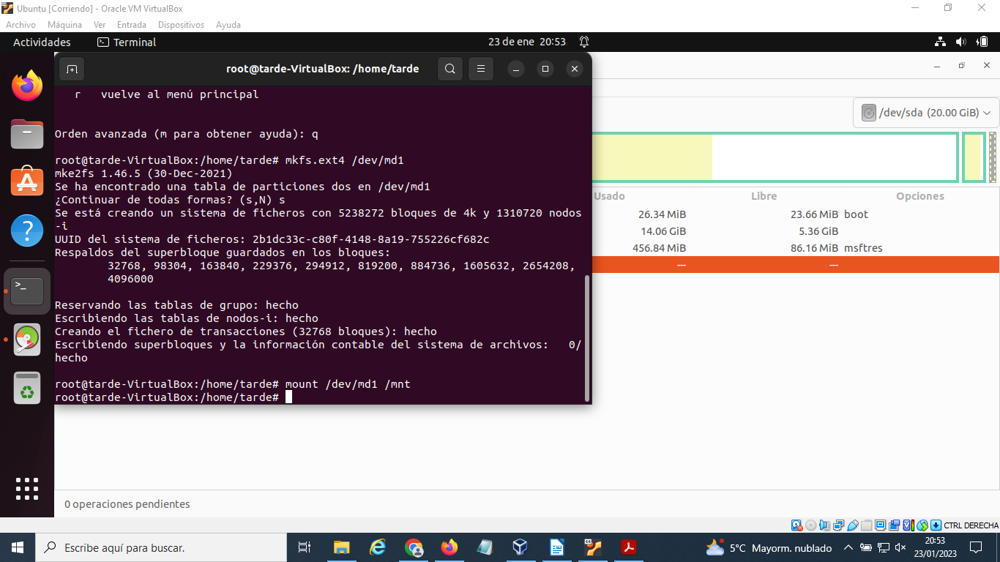 Ubuntu [Corriendo] - Oracle VM VirtualBox
Archivo Máquina Ver Entrada Dispositivos Ayuda
Actividades Terminal 23 de ene 20:53
root@tarde-VirtualBox: /home/tarde
r vuelve al menú principal
Orden avanzada (m para obtener ayuda): q
root@tarde-VirtualBox:/home/tarde# mkfs.ext4 /dev/md1
mke2fs 1.46.5 (30-Dec-2021)
Se ha encontrado una tabla de particiones dos en /dev/md1
¿Continuar de todas formas? (s,N) s
Se está creando un sistema de ficheros con 5238272 bloques de 4k y 1310720 nodos
-i
UUID del sistema de ficheros: 2b1dc33c-c80f-4148-8a19-755226cf682c
Respaldos del superbloque guardados en los bloques:
32768, 98304, 163840, 229376, 294912, 819200, 884736, 1605632, 2654208,
4096000
Reservando las tablas de grupo: hecho
Escribiendo las tablas de nodos-i: hecho
Creando el fichero de transacciones (32768 bloques): hecho
Escribiendo superbloques y la información contable del sistema de archivos: 0/
hecho
root@tarde-VirtualBox:/home/tarde# mount /dev/md1 /mnt
root@tarde-VirtualBox:/home/tarde#
/dev/sda (20.00 GiB)
Usado Libre Opciones
26.34 MiB 23.66 MiB boot
14.06 GiB 5.36 GiB
456.84 MiB 86.16 MiB msftres
--- ---
0 operaciones pendientes
CTRL DERECHA
Escribe aquí para buscar.
5°C Mayorm. nublado
20:53
23/01/2023